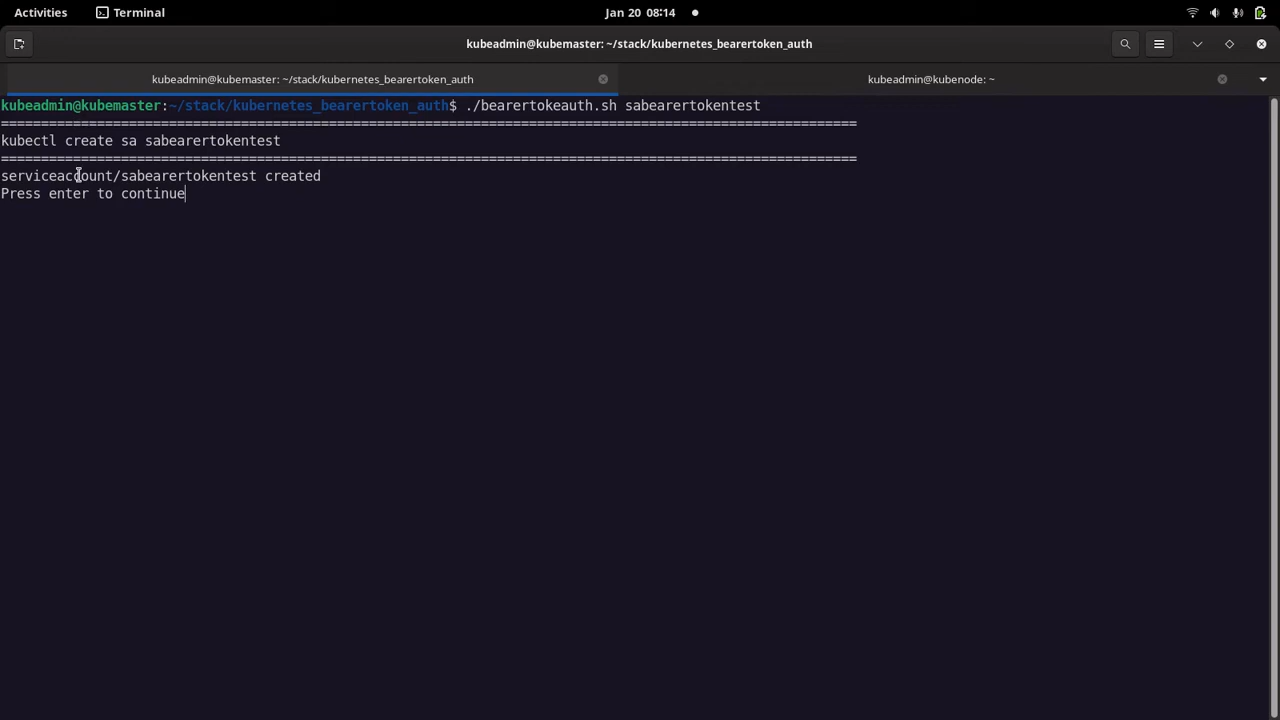 Activities
Terminal
Jan 20 08:14
kubeadmin@kubemaster: ~/stack/kubernetes_bearertoken_auth
kubeadmin@kubemaster: ~/stack/kubernetes_bearertoken_auth
kubeadmin@kubenode: ~
kubeadmin@kubemaster:~/stack/kubernetes_bearertoken_auth$ ./bearertokeauth.sh sabearertokentest
===========================================================================================================
kubectl create sa sabearertokentest
===========================================================================================================
serviceaccount/sabearertokentest created
Press enter to continue